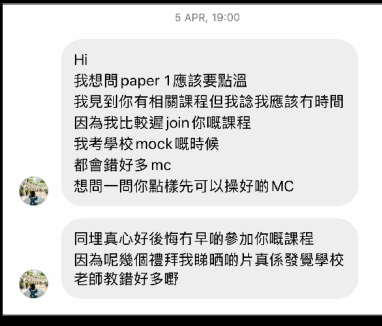 5 APR, 19:00
Hi
我想問paper 1應該要點溫
我見到你有相關課程但我諗我應該冇時間
因為我比較遲join你嘅課程
我考學校mock嘅時候
都會錯好多mc
想問一問你點樣先可以操好啲MC
同埋真心好後悔冇早啲參加你嘅課程
因為呢幾個禮拜我睇晒啲片真係發覺學校
老師教錯好多嘢